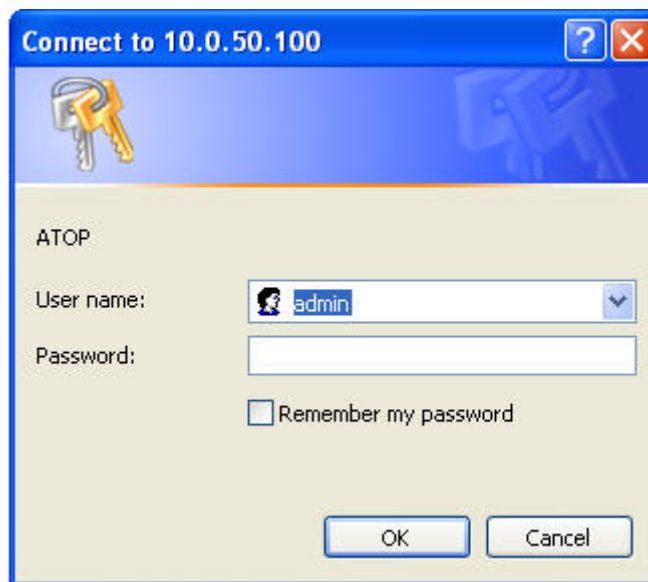 Connect to 10.0.50.100
ATOP
User name: admin
Password:
Remember my password
OK Cancel